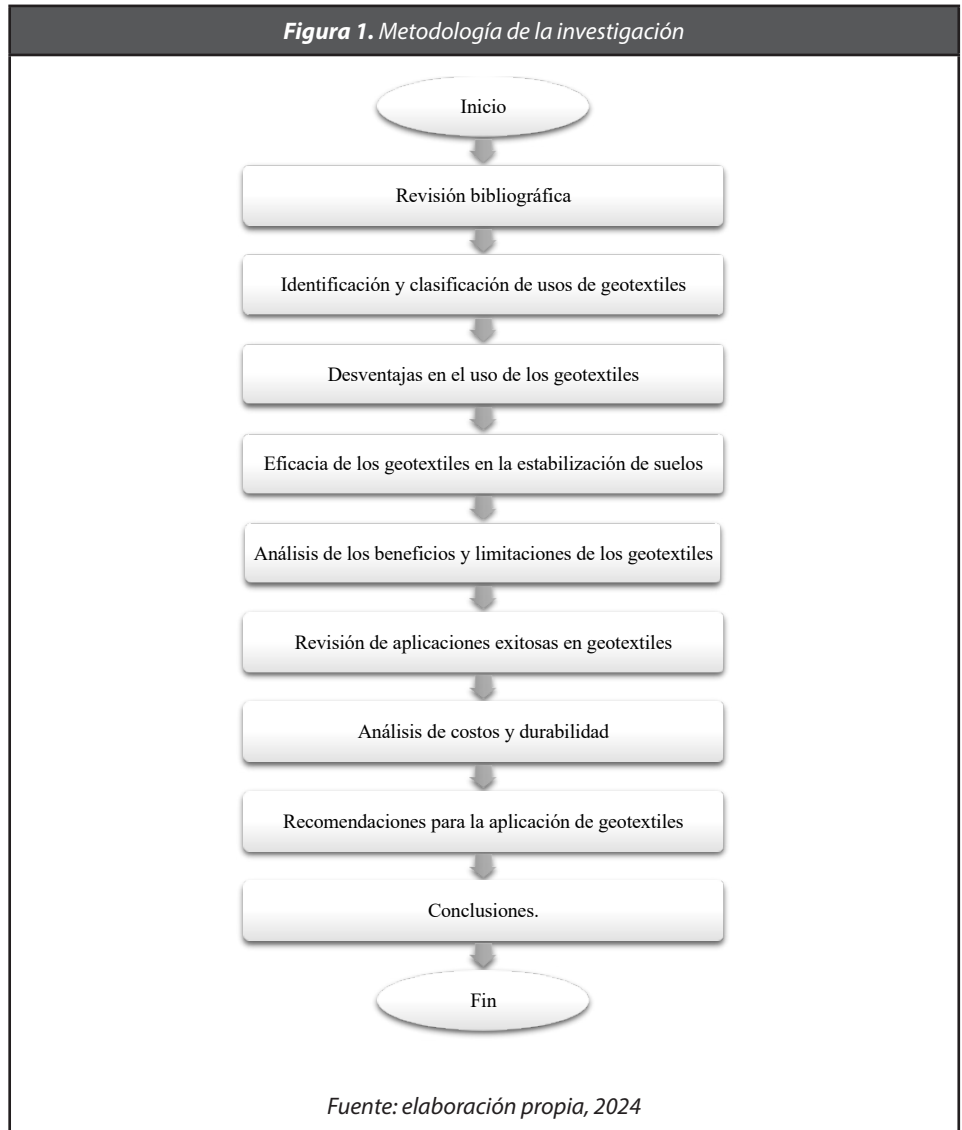 Figura 1. Metodología de la investigación
Inicio
Revisión bibliográfica
Identificación y clasificación de usos de geotextiles
Desventajas en el uso de los geotextiles
Eficacia de los geotextiles en la estabilización de suelos
Análisis de los beneficios y limitaciones de los geotextiles
Revisión de aplicaciones exitosas en geotextiles
Análisis de costos y durabilidad
Recomendaciones para la aplicación de geotextiles
Conclusiones.
Fin
Fuente: elaboración propia, 2024